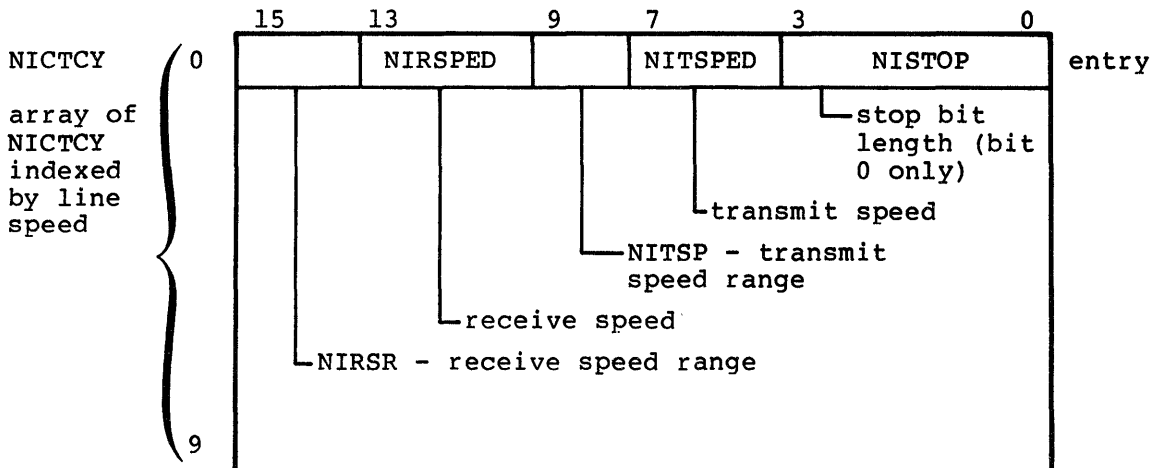 15 13 9 7 3 0
NICTCY 0 NIRSPED NITSPED NISTOP entry
array of
NICTCY
indexed
by line
speed
stop bit
length (bit
0 only)
transmit speed
NITSP - transmit
speed range
receive speed
NIRSR - receive speed range
9